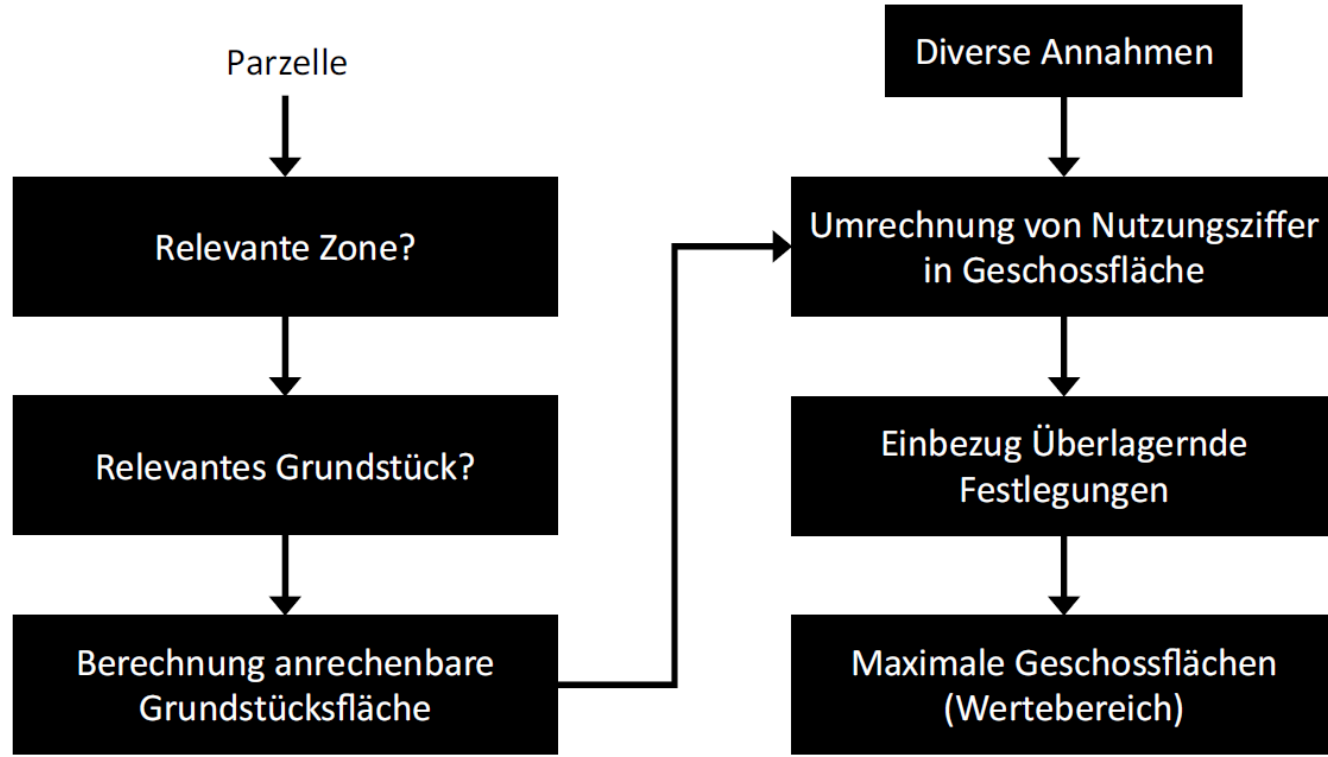 Parzelle
Relevante Zone?
Relevantes Grundstück?
Berechnung anrechenbare
Grundstücksfläche
Diverse Annahmen
Umrechnung von Nutzungsziffer
in Geschossfläche
Einbezug Überlagernde
Festlegungen
Maximale Geschossflächen
(Wertebereich)